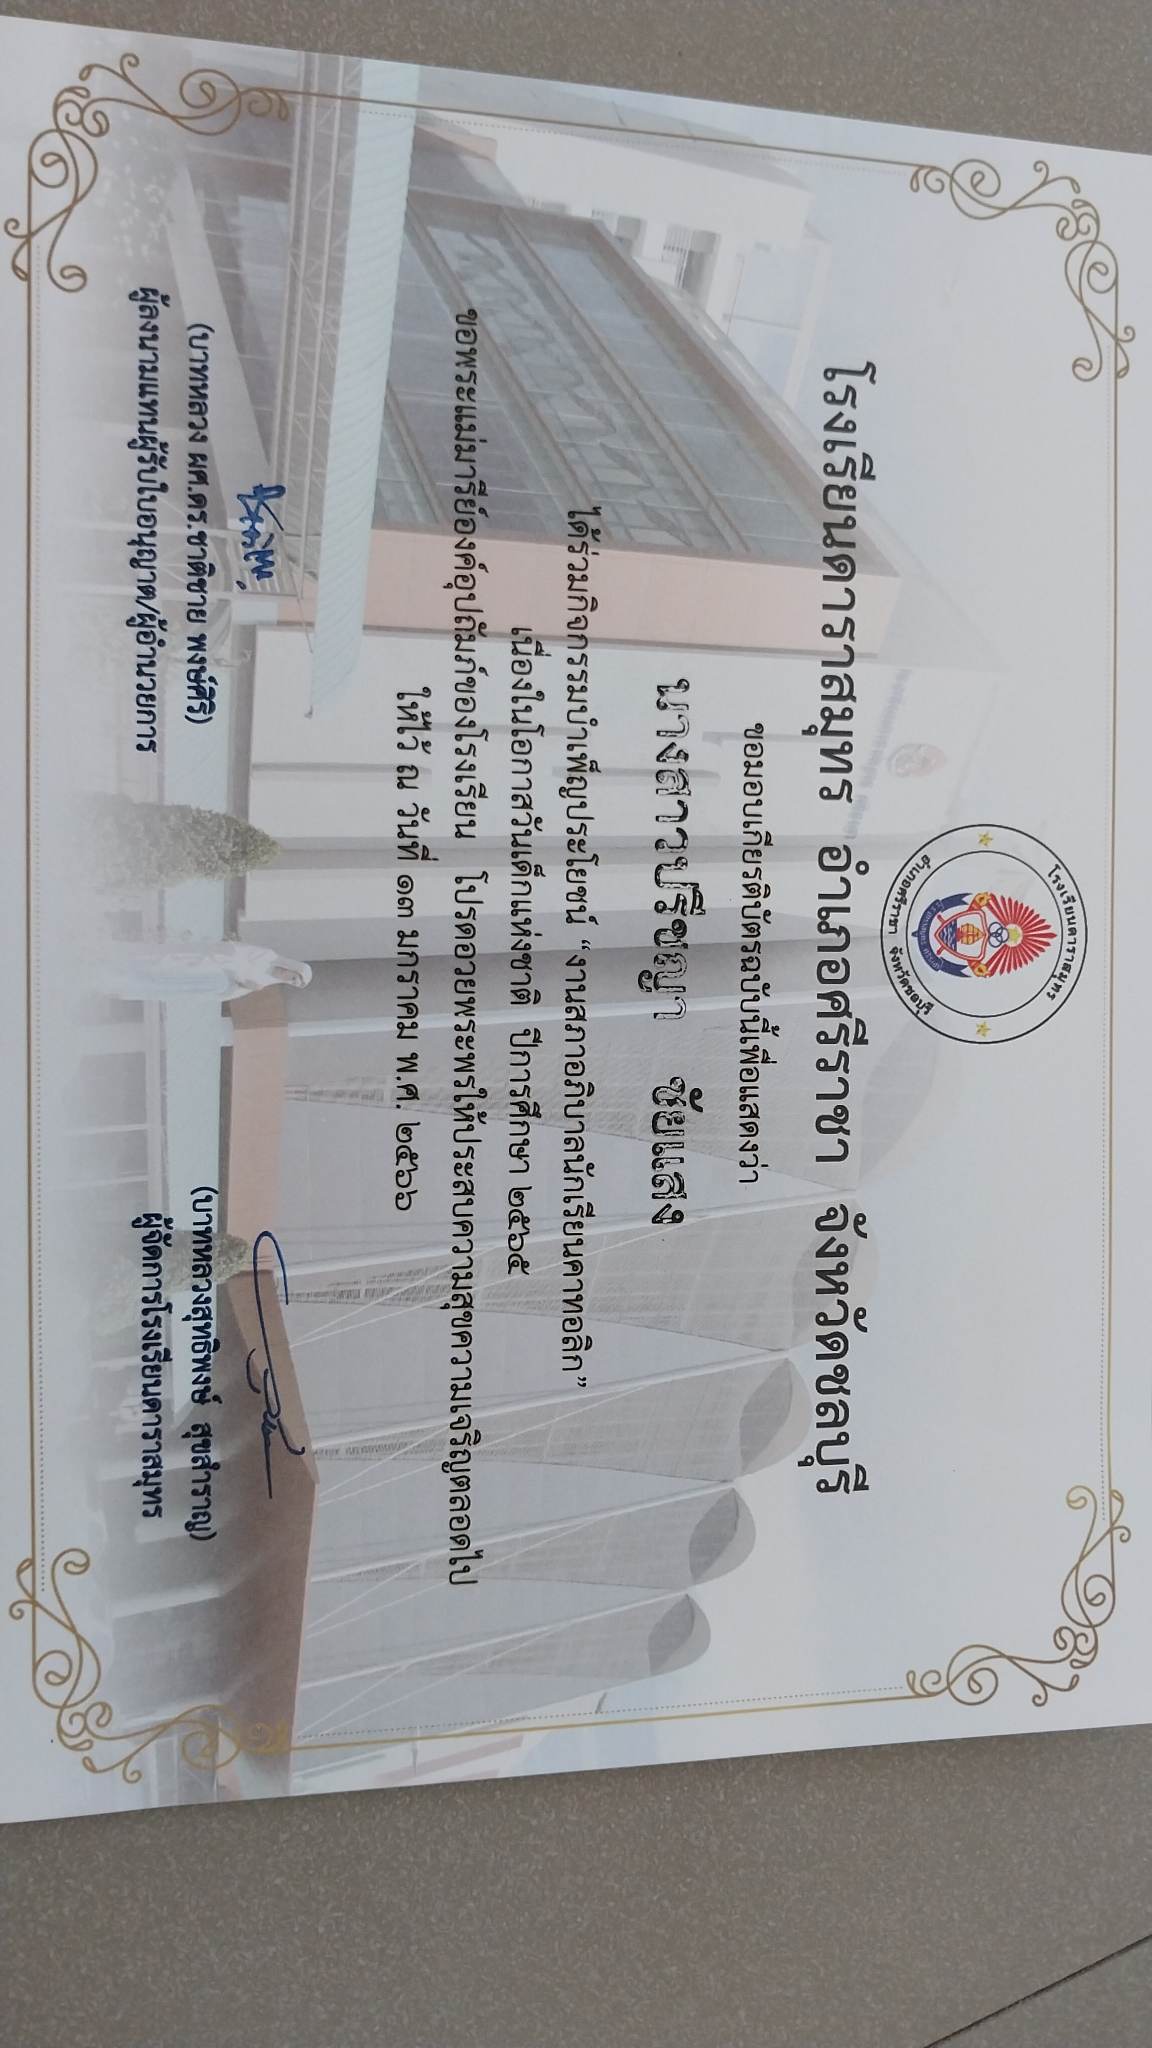 โรงเรียนดาราสมุทร
อำเภอศรีราชา จังหวัดชลบุรี
โรงเรียนดาราสมุทร อำเภอศรีราชา จังหวัดชลบุรี
ขอมอบเกียรติบัตรฉบับนี้เพื่อแสดงว่า
นางสาวปรีชญา ชัยแสง
ได้ร่วมกิจกรรมบำเพ็ญประโยชน์ “งานสภาอภิบาลนักเรียนคาทอลิก”
เนื่องในโอกาสวันเด็กแห่งชาติ ปีการศึกษา ๒๕๖๕
ขอพระแม่มารีย์องค์อุปถัมภ์ของโรงเรียน โปรดอวยพระพรให้ประสบความสุขความเจริญตลอดไป
ให้ไว้ ณ วันที่ ๑๓ มกราคม พ.ศ. ๒๕๖๖
(บาทหลวง ผศ.ดร.ชาติชาย พงษ์ศิริ)
ผู้ลงนามแทนผู้รับใบอนุญาต/ผู้อำนวยการ
(บาทหลวงสุทธิพงษ์ สุขสำราญ)
ผู้จัดการโรงเรียนดาราสมุทร